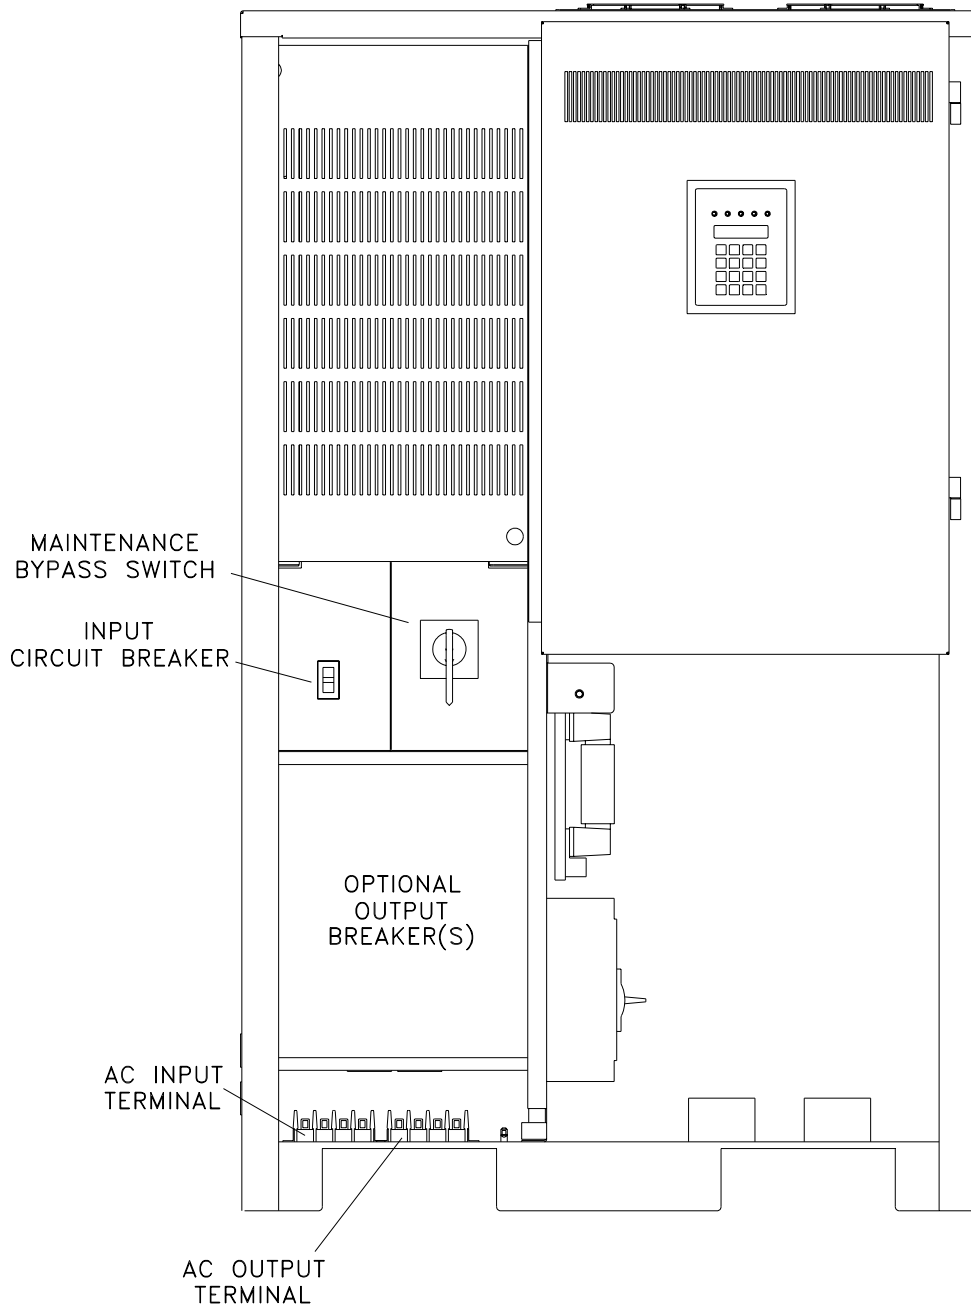 MAINTENANCE
BYPASS SWITCH
INPUT
CIRCUIT BREAKER
OPTIONAL
OUTPUT
BREAKER(S)
AC INPUT
TERMINAL
AC OUTPUT
TERMINAL